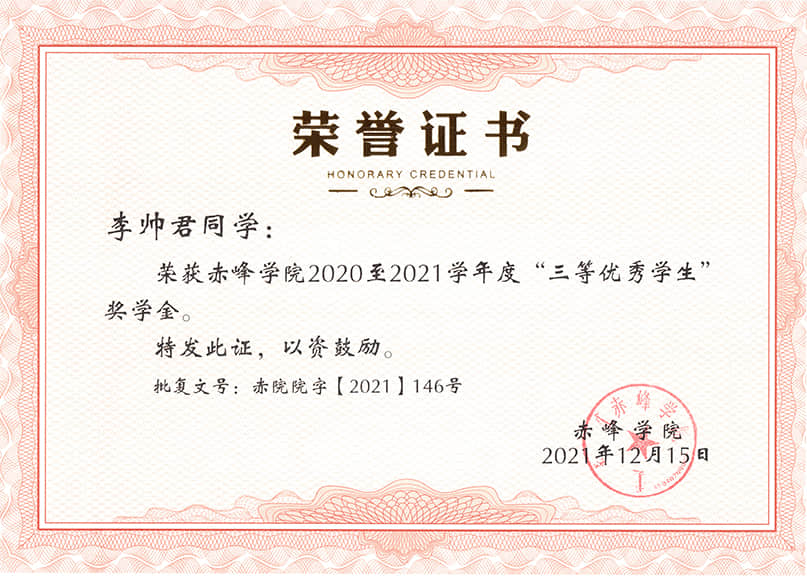 荣誉证书
HONORARY CREDENTIAL
李帅君同学：
荣获赤峰学院2020至2021学年度“三等优秀学生”
奖学金。
特发此证，以资鼓励。
批复文号：赤院院字【2021】146号
赤峰学院
赤峰学院
2021年12月15日